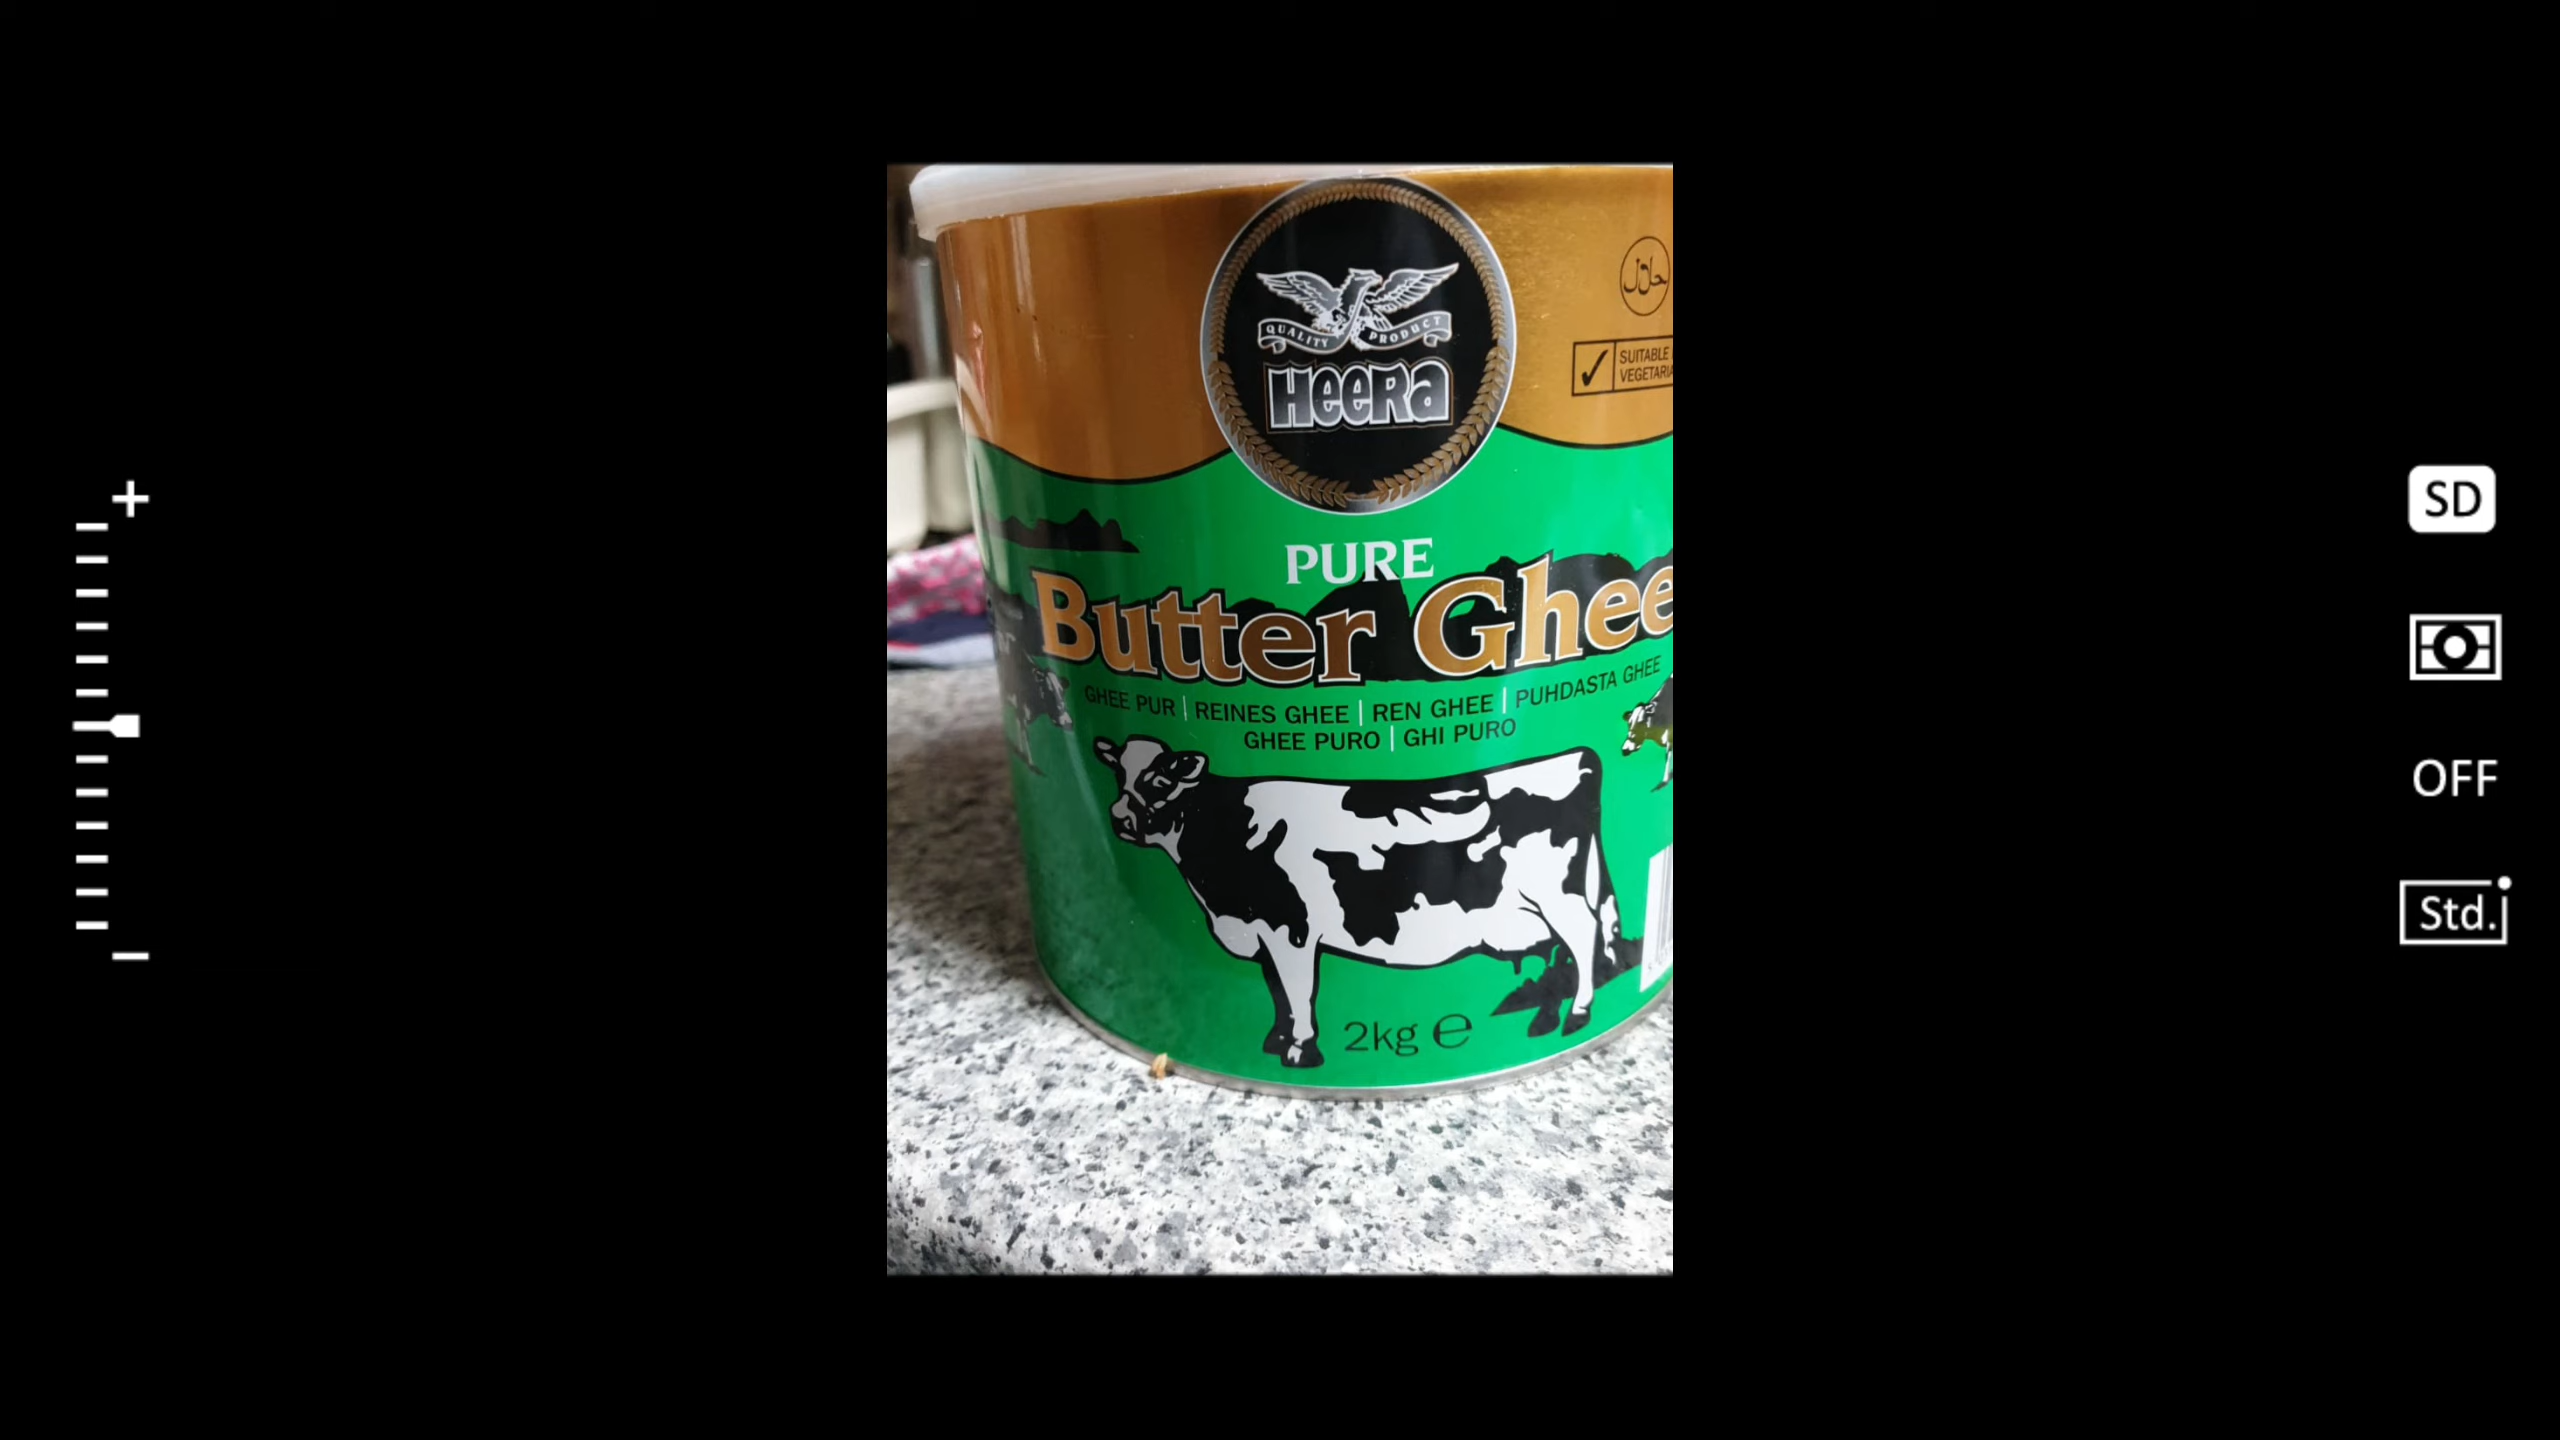 QUALITY PRODUCT
HEERA
حلال
SUITABLE
PURE
Butter Ghee
GHEE PUR | REINES GHEE | REN GHEE | PUHDASTA GHEE
GHEE PURO | GHI PURO
2kg ℮
SD
OFF
Std.